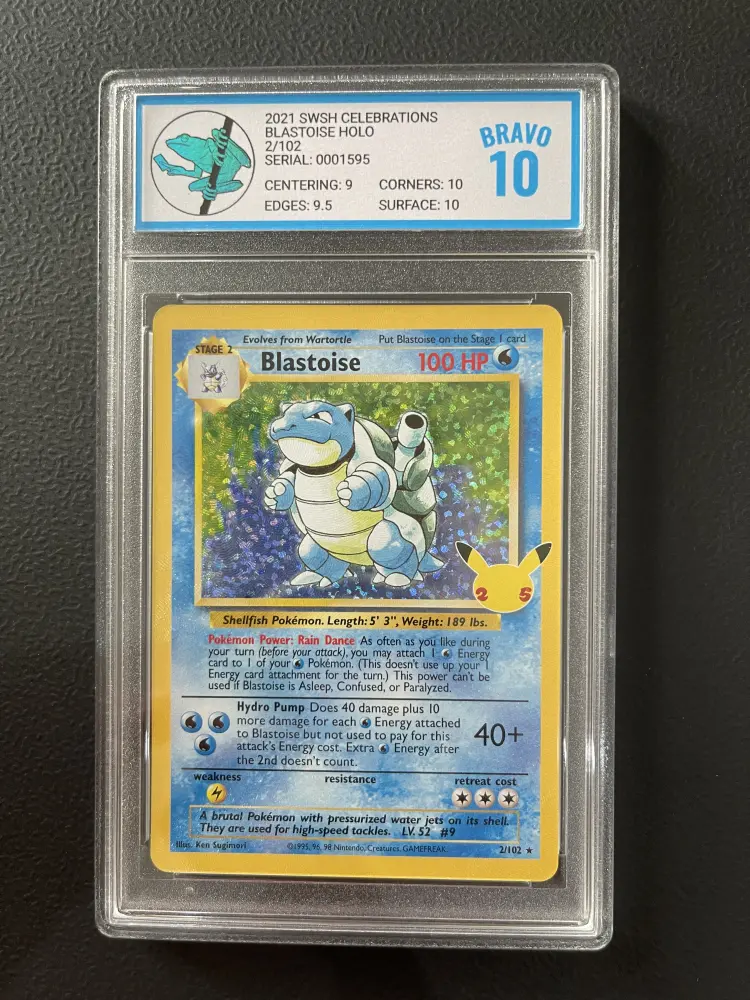 2021 SWSH CELEBRATIONS
BLASTOISE HOLO
2/102
SERIAL: 0001595
CENTERING: 9 CORNERS: 10
EDGES: 9.5 SURFACE: 10
BRAVO
10
Evolves from Wartortle Put Blastoise on the Stage 1 card
STAGE 2
Blastoise 100 HP
25
Shellfish Pokémon. Length: 5' 3", Weight: 189 lbs.
Pokémon Power: Rain Dance As often as you like during
your turn (before your attack), you may attach 1 Energy
card to 1 of your Pokémon. (This doesn't use up your 1
Energy card attachment for the turn.) This power can't be
used if Blastoise is Asleep, Confused, or Paralyzed.
Hydro Pump Does 40 damage plus 10
more damage for each Energy attached
to Blastoise but not used to pay for this
attack's Energy cost. Extra Energy after
the 2nd doesn't count.
40+
weakness resistance retreat cost
A brutal Pokémon with pressurized water jets on its shell.
They are used for high-speed tackles. LV. 52 #9
Illus. Ken Sugimori ©1995, 96, 98 Nintendo, Creatures, GAMEFREAK. 2/102 ★